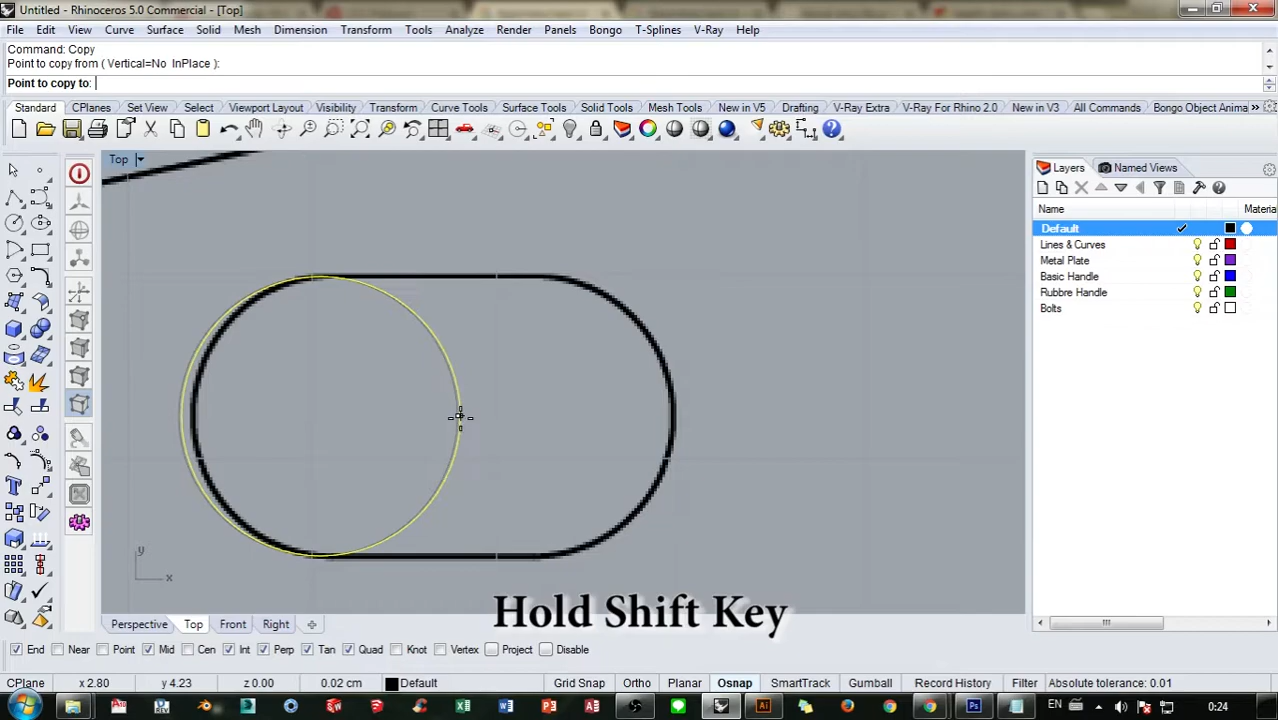 Untitled - Rhinoceros 5.0 Commercial - [Top]
File Edit View Curve Surface Solid Mesh Dimension Transform Tools Analyze Render Panels Bongo T-Splines V-Ray Help
Command: Copy
Point to copy from ( Vertical=No InPlace ):
Point to copy to:
Standard CPlanes Set View Select Viewport Layout Visibility Transform Curve Tools Surface Tools Solid Tools Mesh Tools New in V5 Drafting V-Ray Extra V-Ray For Rhino 2.0 New in V3 All Commands Bongo Object Anima
Top
Layers Named Views
Name Materia
Default
Lines & Curves
Metal Plate
Basic Handle
Rubbre Handle
Bolts
y
x
Hold Shift Key
Perspective Top Front Right
End Near Point Mid Cen Int Perp Tan Quad Knot Vertex Project Disable
CPlane x 2.80 y 4.23 z 0.00 0.02 cm Default Grid Snap Ortho Planar Osnap SmartTrack Gumball Record History Filter Absolute tolerance: 0.01
EN 0:24